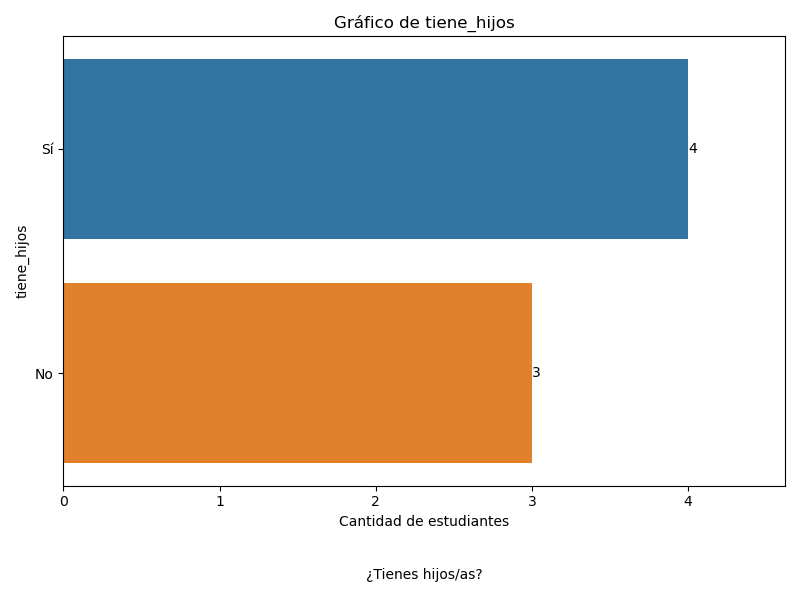 Gráfico de tiene_hijos
tiene_hijos
Sí
4
No
3
0 1 2 3 4
Cantidad de estudiantes
¿Tienes hijos/as?